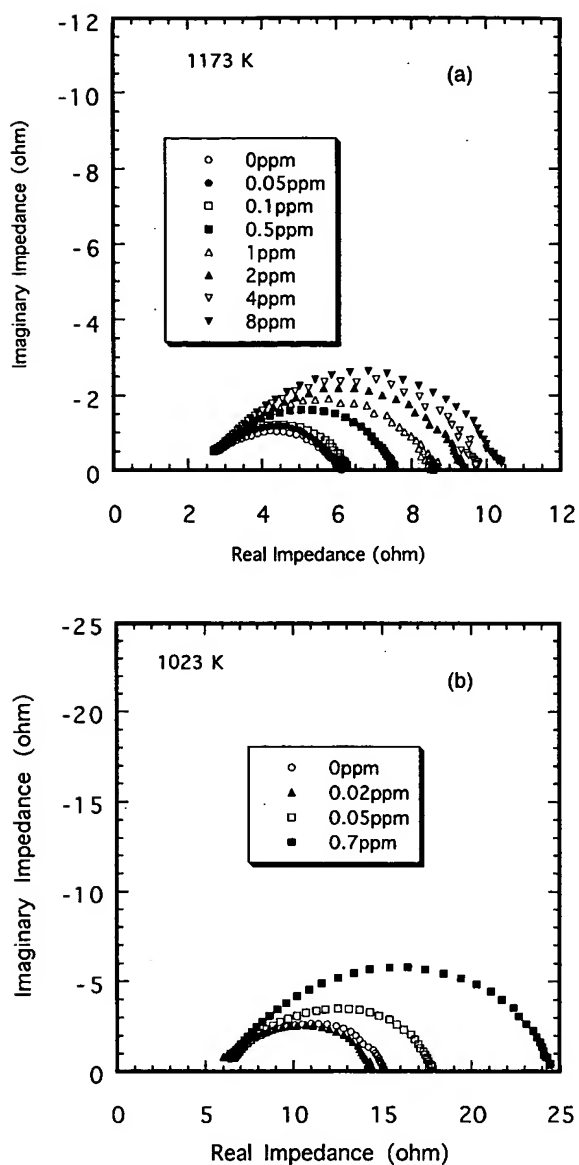 -12
1173 K
(a)
-10
-8
-6
-4
-2
0
Imaginary Impedance (ohm)
0ppm
0.05ppm
0.1ppm
0.5ppm
1ppm
2ppm
4ppm
8ppm
0 2 4 6 8 10 12
Real Impedance (ohm)
-25
1023 K
(b)
-20
-15
-10
-5
0
Imaginary Impedance (ohm)
0ppm
0.02ppm
0.05ppm
0.7ppm
0 5 10 15 20 25
Real Impedance (ohm)